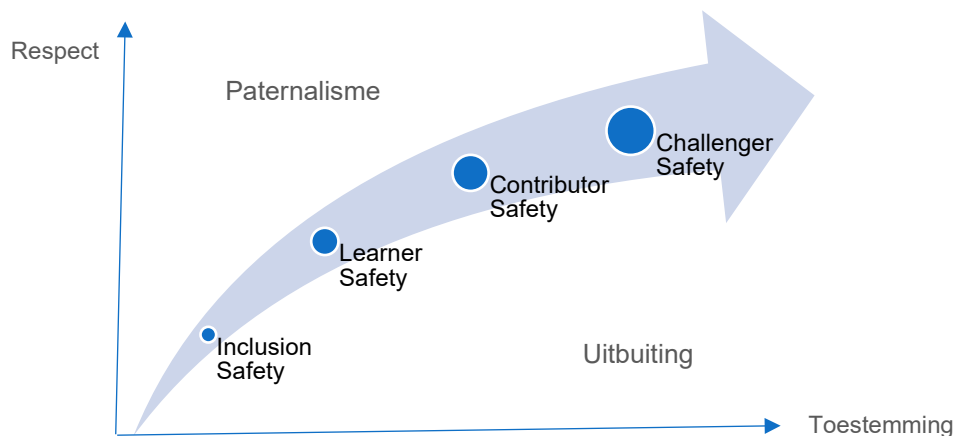 Respect
Paternalisme
Challenger
Safety
Contributor
Safety
Learner
Safety
Inclusion
Safety
Uitbuiting
Toestemming